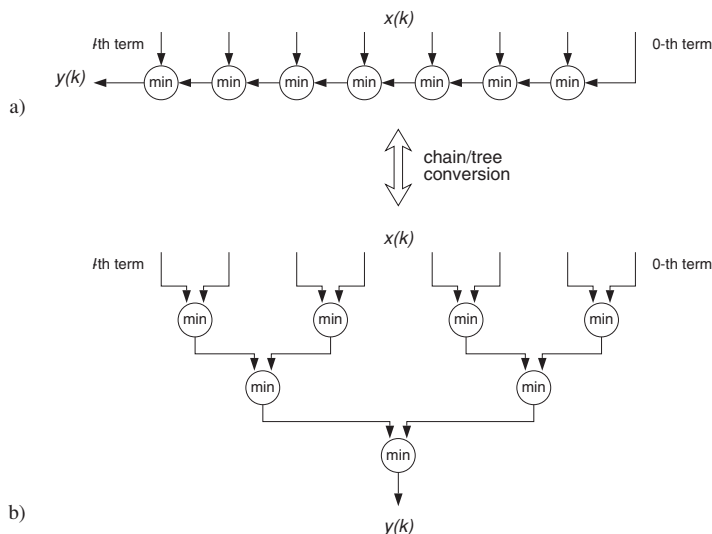 x(k)
lth term
0-th term
y(k)
min min min min min min min
a)
chain/tree
conversion
x(k)
lth term
0-th term
min min min min
min min
min
b)
y(k)